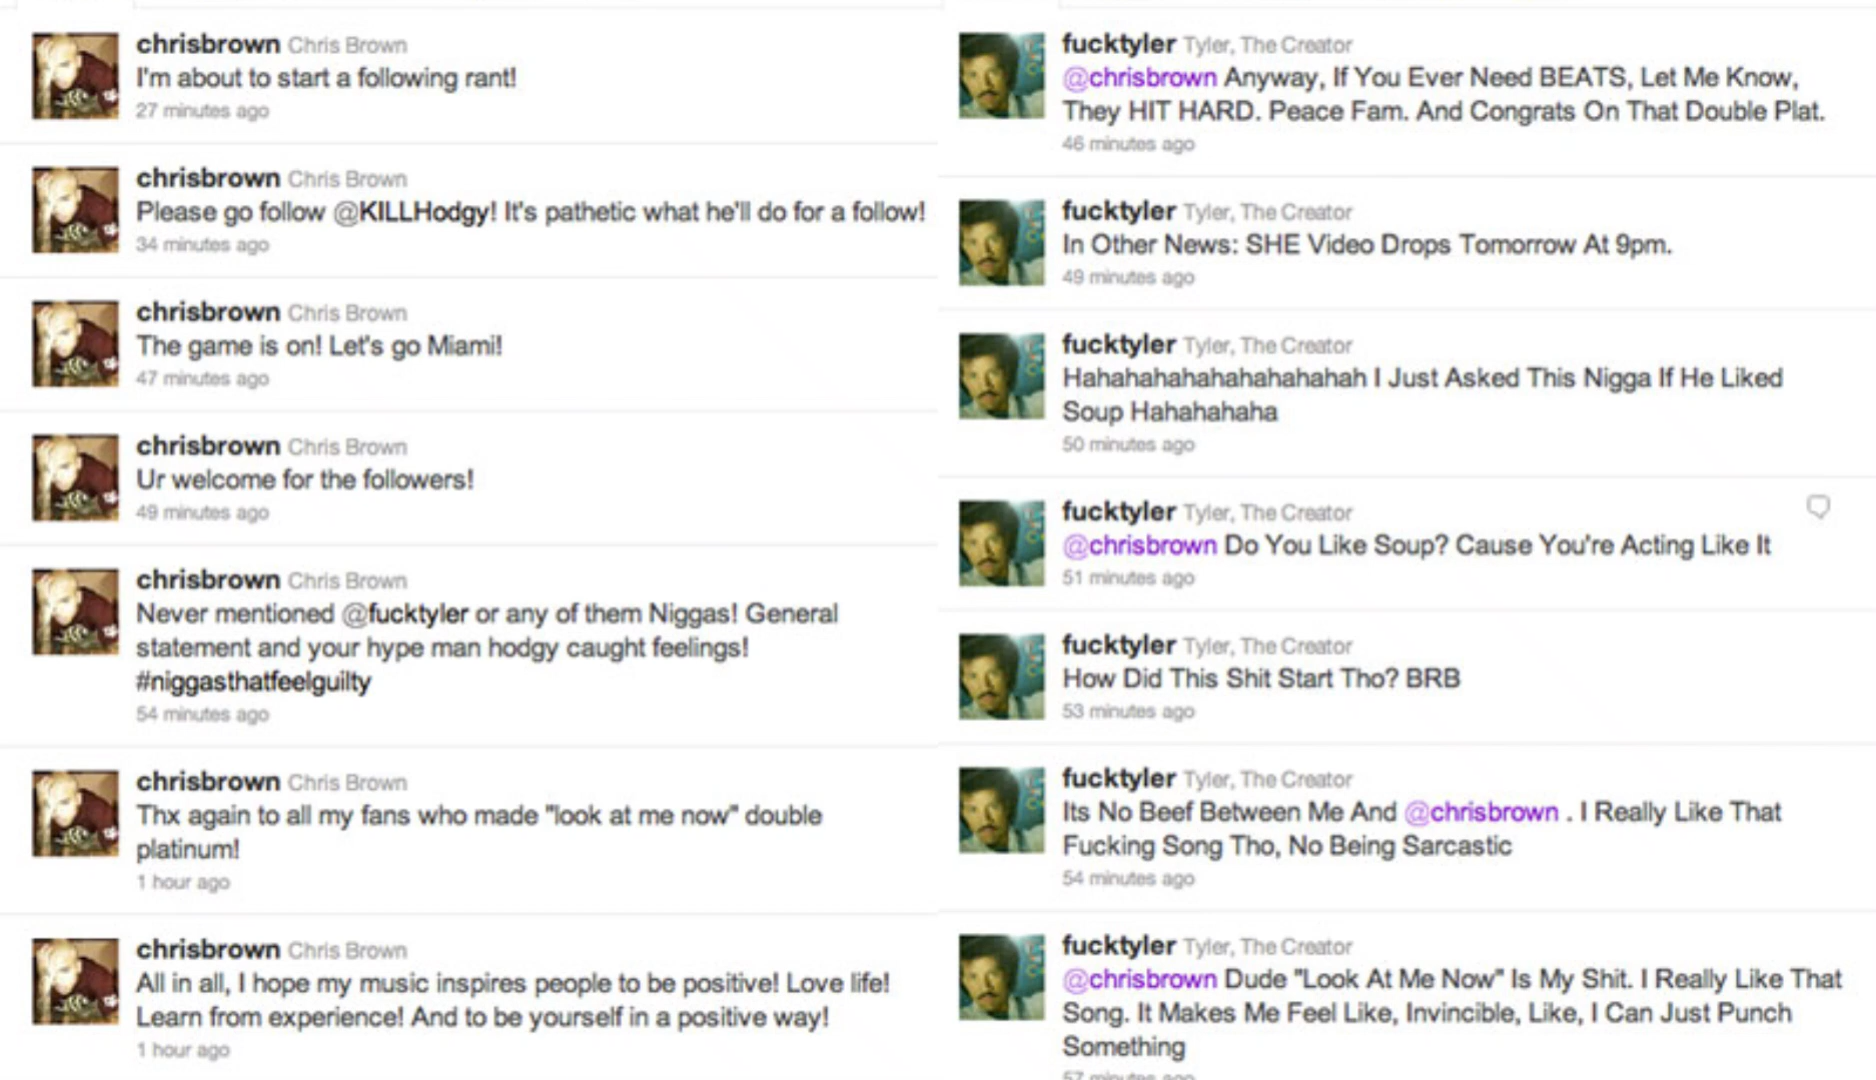 chrisbrown Chris Brown
I'm about to start a following rant!
27 minutes ago
chrisbrown Chris Brown
Please go follow @KILLHodgy! It's pathetic what he'll do for a follow!
34 minutes ago
chrisbrown Chris Brown
The game is on! Let's go Miami!
47 minutes ago
chrisbrown Chris Brown
Ur welcome for the followers!
49 minutes ago
chrisbrown Chris Brown
Never mentioned @fucktyler or any of them Niggas! General
statement and your hype man hodgy caught feelings!
#niggasthatfeelguilty
54 minutes ago
chrisbrown Chris Brown
Thx again to all my fans who made "look at me now" double
platinum!
1 hour ago
chrisbrown Chris Brown
All in all, I hope my music inspires people to be positive! Love life!
Learn from experience! And to be yourself in a positive way!
1 hour ago
fucktyler Tyler, The Creator
@chrisbrown Anyway, If You Ever Need BEATS, Let Me Know,
They HIT HARD. Peace Fam. And Congrats On That Double Plat.
46 minutes ago
fucktyler Tyler, The Creator
In Other News: SHE Video Drops Tomorrow At 9pm.
49 minutes ago
fucktyler Tyler, The Creator
Hahahahahahahahahahah I Just Asked This Nigga If He Liked
Soup Hahahahaha
50 minutes ago
fucktyler Tyler, The Creator
@chrisbrown Do You Like Soup? Cause You're Acting Like It
51 minutes ago
fucktyler Tyler, The Creator
How Did This Shit Start Tho? BRB
53 minutes ago
fucktyler Tyler, The Creator
Its No Beef Between Me And @chrisbrown . I Really Like That
Fucking Song Tho, No Being Sarcastic
54 minutes ago
fucktyler Tyler, The Creator
@chrisbrown Dude "Look At Me Now" Is My Shit. I Really Like That
Song. It Makes Me Feel Like, Invincible, Like, I Can Just Punch
Something
57 minutes ago